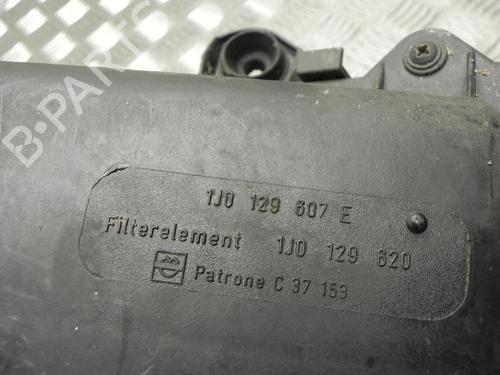 B-PARTS
1J0 129 607 E
Filterelement 1J0 129 620
Patrone C 37 153